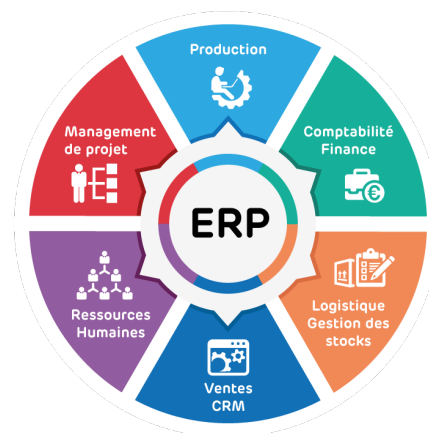 Production
Management
de projet
Comptabilité
Finance
€
ERP
Ressources
Humaines
Logistique
Gestion des
stocks
Ventes
CRM